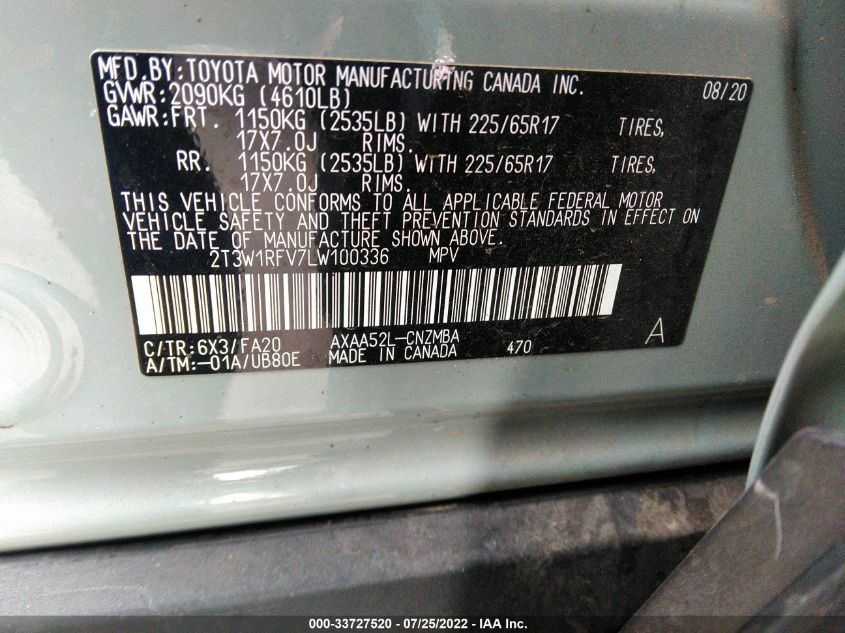 MFD. BY: TOYOTA MOTOR MANUFACTURING CANADA INC. 08/20
GVWR: 2090KG (4610LB)
GAWR: FRT. 1150KG (2535LB) WITH 225/65R17 TIRES,
17X7.0J RIMS.
RR. 1150KG (2535LB) WITH 225/65R17 TIRES,
17X7.0J RIMS.
THIS VEHICLE CONFORMS TO ALL APPLICABLE FEDERAL MOTOR
VEHICLE SAFETY AND THEFT PREVENTION STANDARDS IN EFFECT ON
THE DATE OF MANUFACTURE SHOWN ABOVE.
2T3W1RFV7LW100336 MPV
A
C/TR: 6X3/FA20 AXAA52L-CNZMBA
A/TM: -01A/UB80E MADE IN CANADA 470
000-33727520 - 07/25/2022 - IAA Inc.